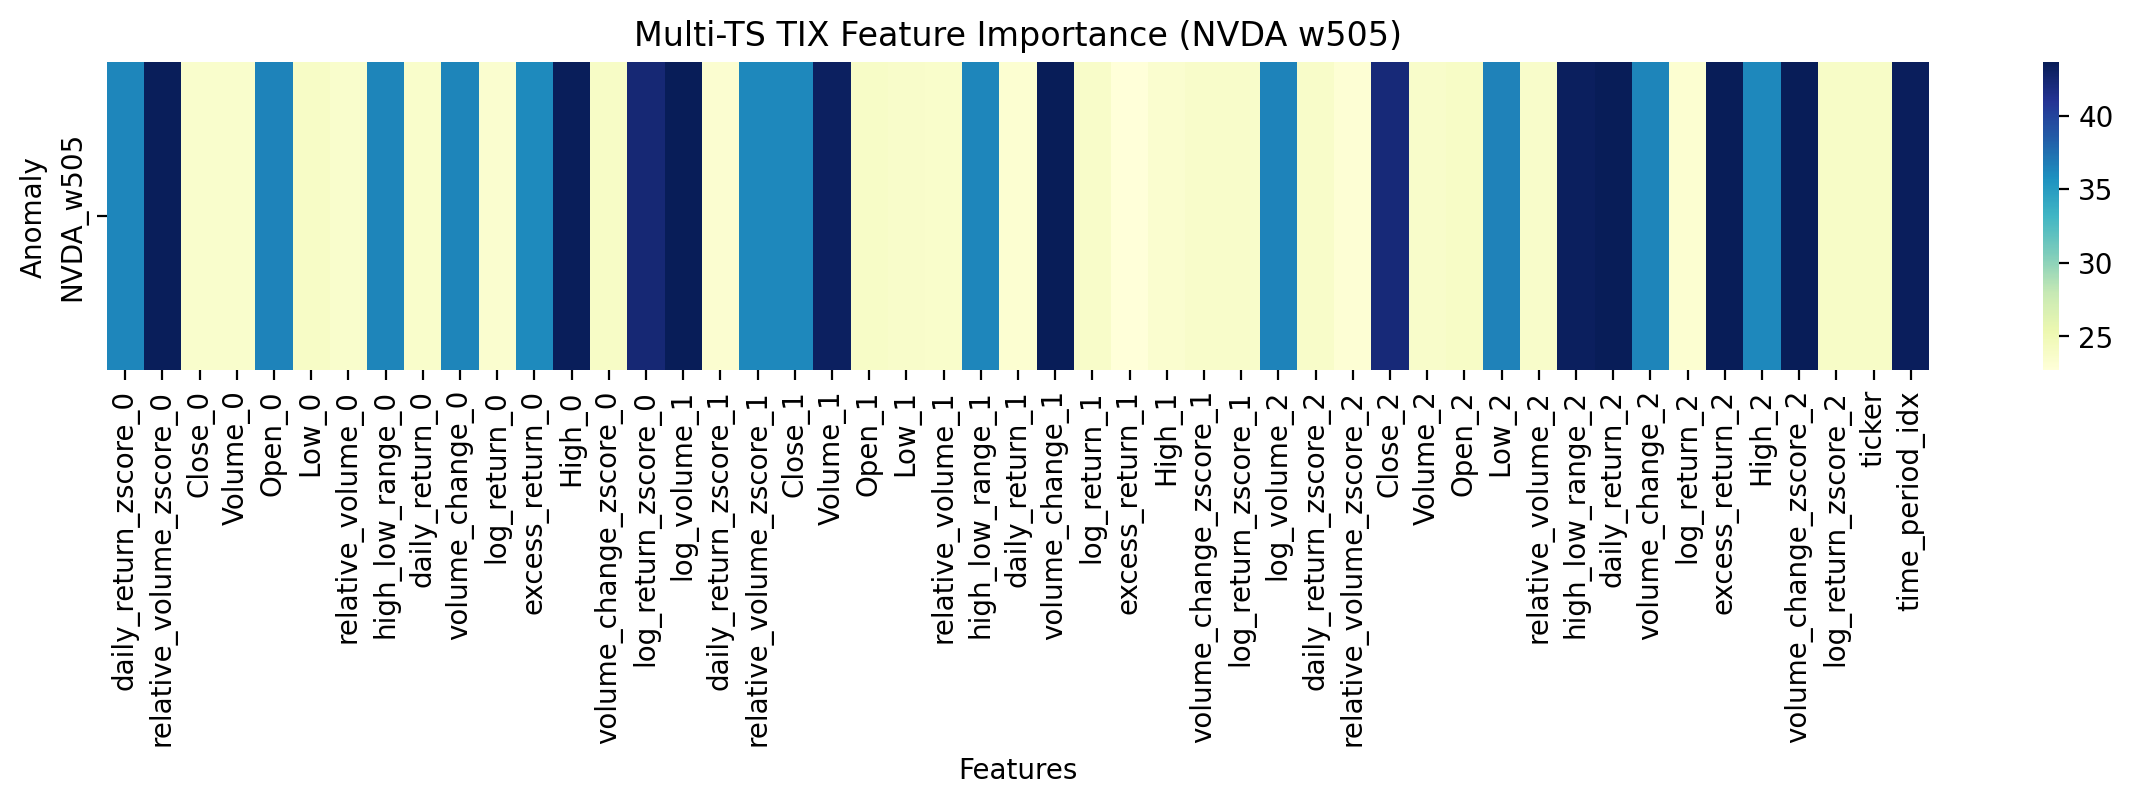 Multi-TS TIX Feature Importance (NVDA w505)
Anomaly
NVDA_w505
40
35
30
25
daily_return_zscore_0
relative_volume_zscore_0
Close_0
Volume_0
Open_0
Low_0
relative_volume_0
high_low_range_0
daily_return_0
volume_change_0
log_return_0
excess_return_0
High_0
volume_change_zscore_0
log_return_zscore_0
log_volume_1
daily_return_zscore_1
relative_volume_zscore_1
Close_1
Volume_1
Open_1
Low_1
relative_volume_1
high_low_range_1
daily_return_1
volume_change_1
log_return_1
excess_return_1
High_1
volume_change_zscore_1
log_return_zscore_1
log_volume_2
daily_return_zscore_2
relative_volume_zscore_2
Close_2
Volume_2
Open_2
Low_2
relative_volume_2
high_low_range_2
daily_return_2
volume_change_2
log_return_2
excess_return_2
High_2
volume_change_zscore_2
log_return_zscore_2
ticker
time_period_idx
Features